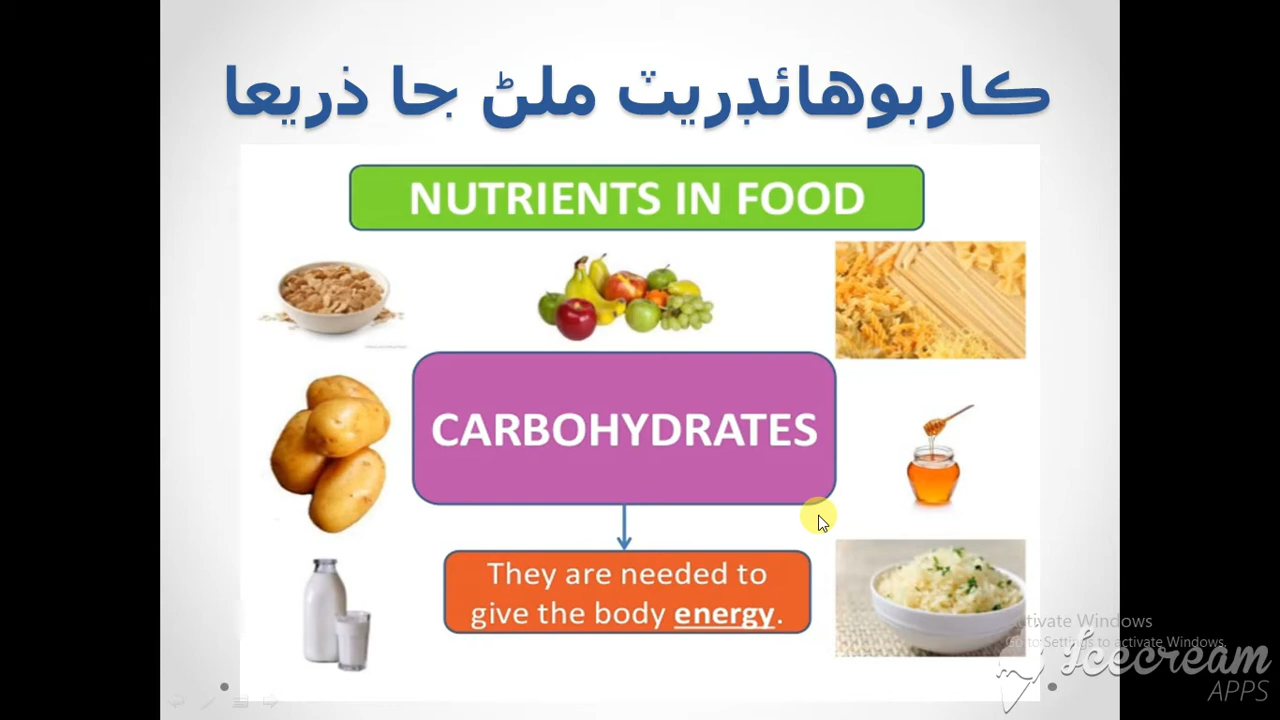 ڪاربوهائڊريٽ ملڻ جا ذريعا
NUTRIENTS IN FOOD
CARBOHYDRATES
They are needed to
give the body energy.
Activate Windows
Go to Settings to activate Windows.
Icecream
APPS